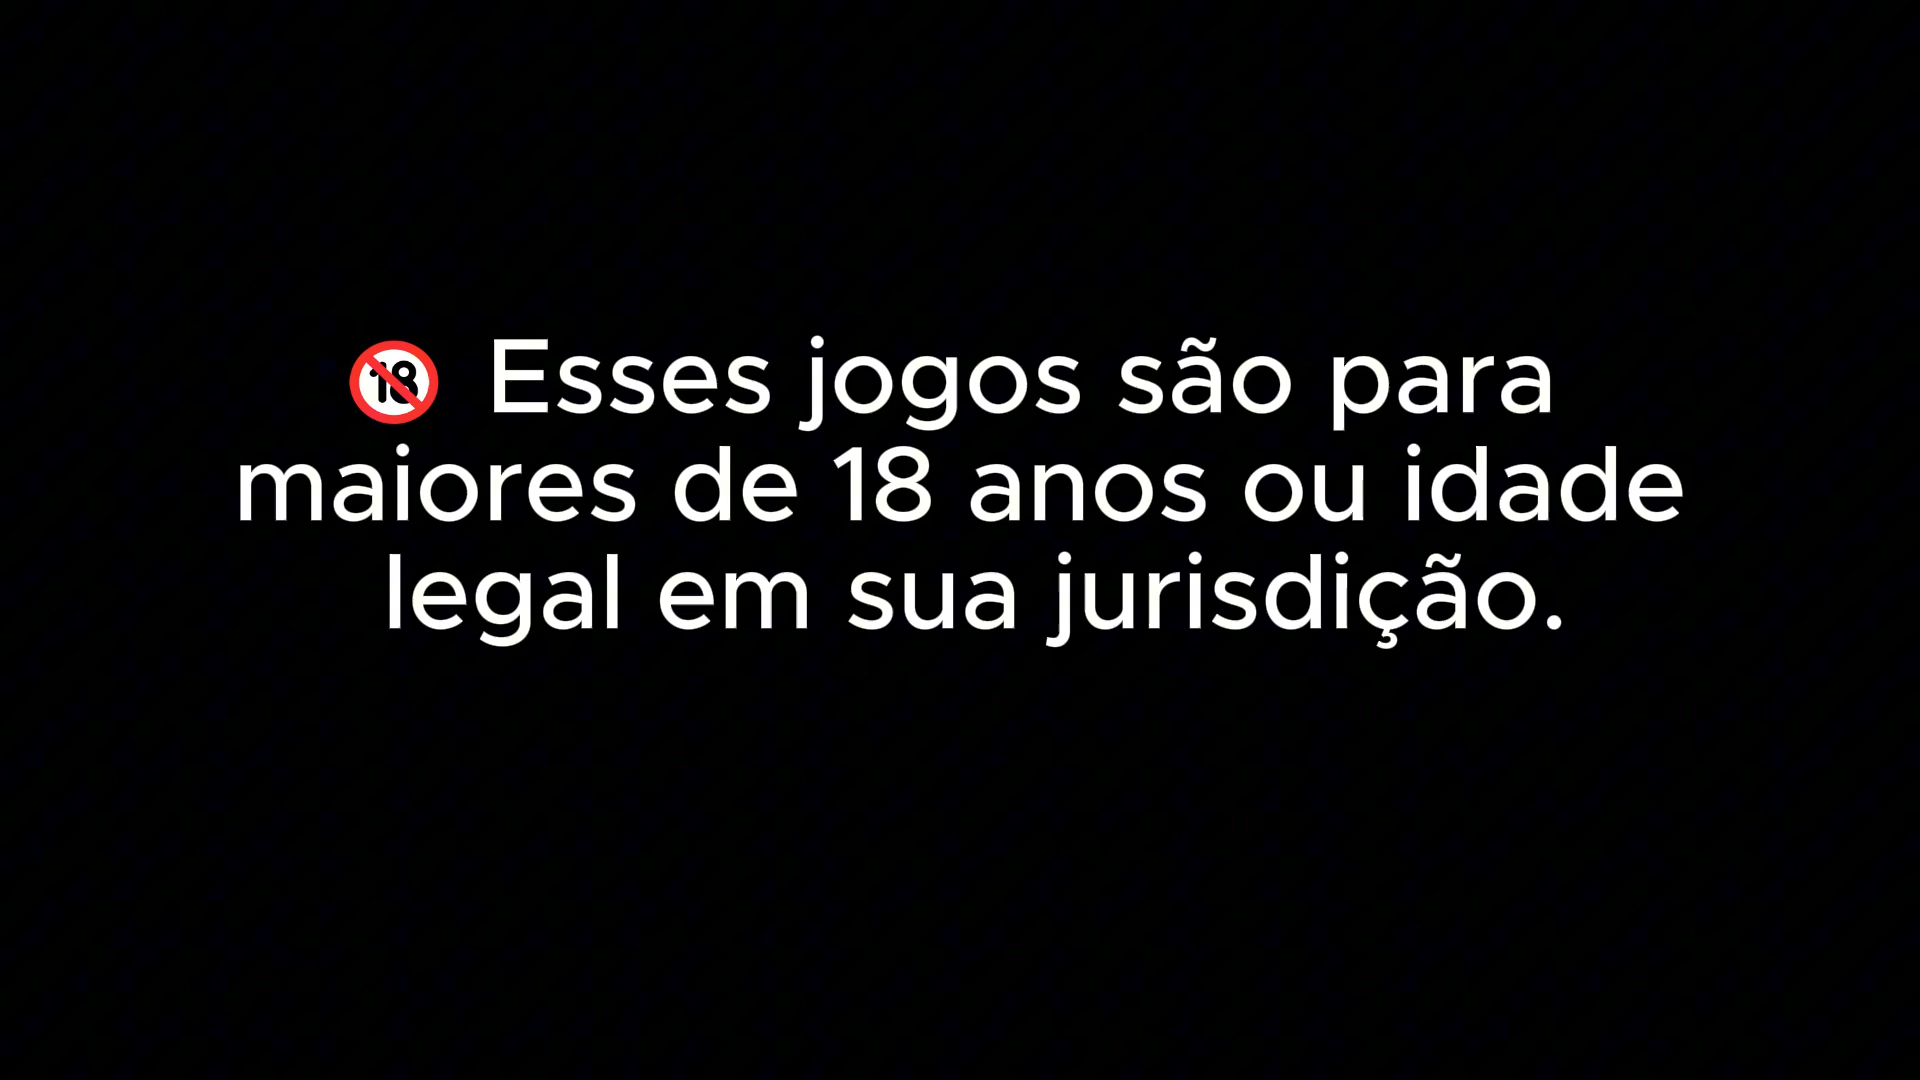 🔞 Esses jogos são para
maiores de 18 anos ou idade
legal em sua jurisdição.